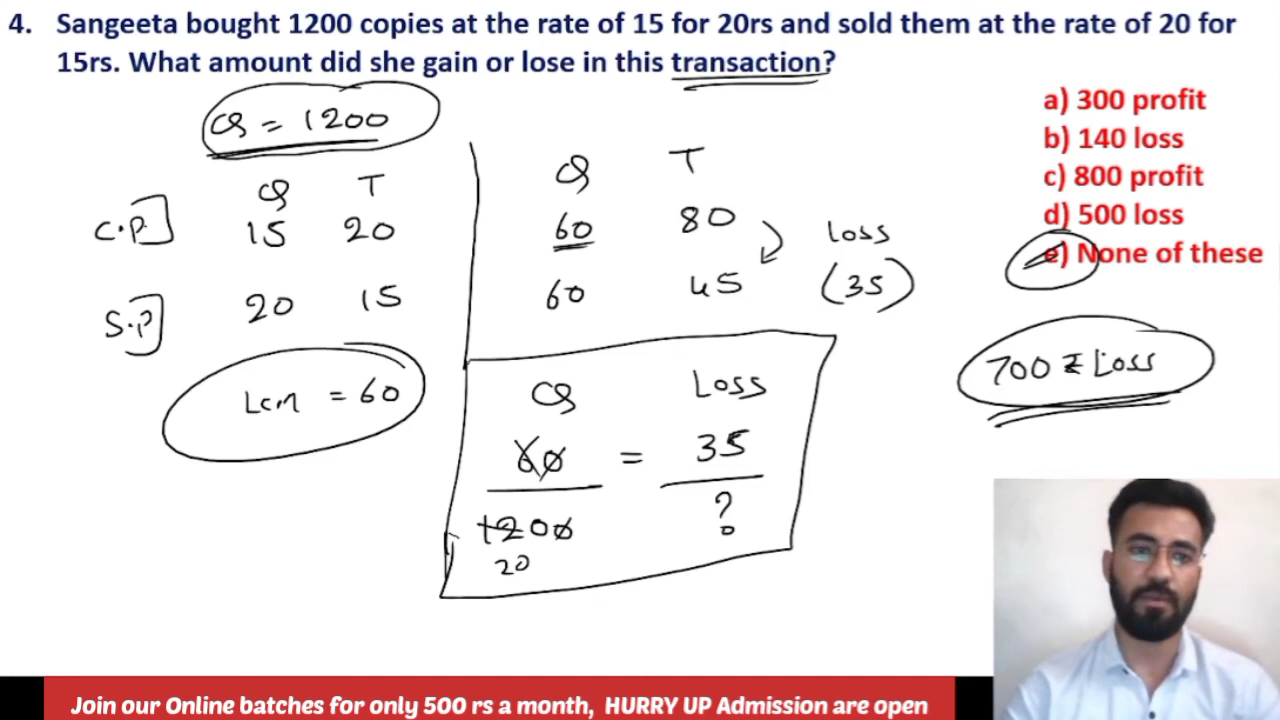 4. Sangeeta bought 1200 copies at the rate of 15 for 20rs and sold them at the rate of 20 for
15rs. What amount did she gain or lose in this transaction?
a) 300 profit
b) 140 loss
c) 800 profit
d) 500 loss
e) None of these
= 1200
T
C.P.] 15 20
S.P] 20 15
Lcm = 60
T
60 80
60 45
loss
(35)
Loss
60 = 35
1200 ?
20
700 ₹ Loss
Join our Online batches for only 500 rs a month, HURRY UP Admission are open